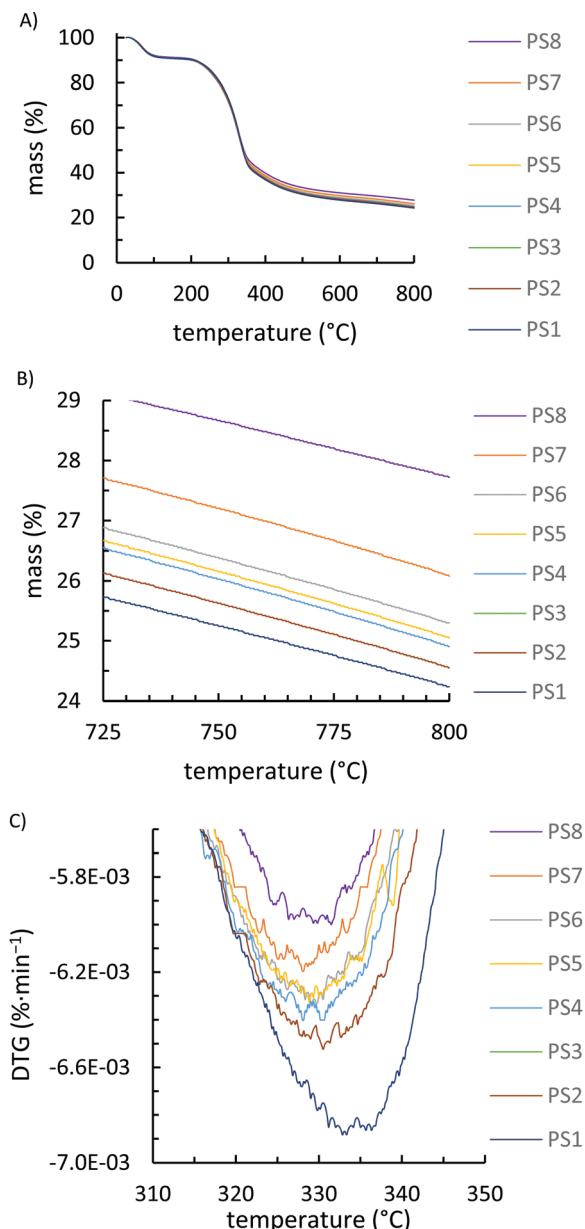 A)
100
80
60
40
20
0
mass (%)
0 200 400 600 800
temperature (°C)
PS8
PS7
PS6
PS5
PS4
PS3
PS2
PS1
B)
29
28
27
26
25
24
mass (%)
725 750 775 800
temperature (°C)
PS8
PS7
PS6
PS5
PS4
PS3
PS2
PS1
C)
-5.8E-03
-6.2E-03
-6.6E-03
-7.0E-03
DTG (%·min⁻¹)
310 320 330 340 350
temperature (°C)
PS8
PS7
PS6
PS5
PS4
PS3
PS2
PS1